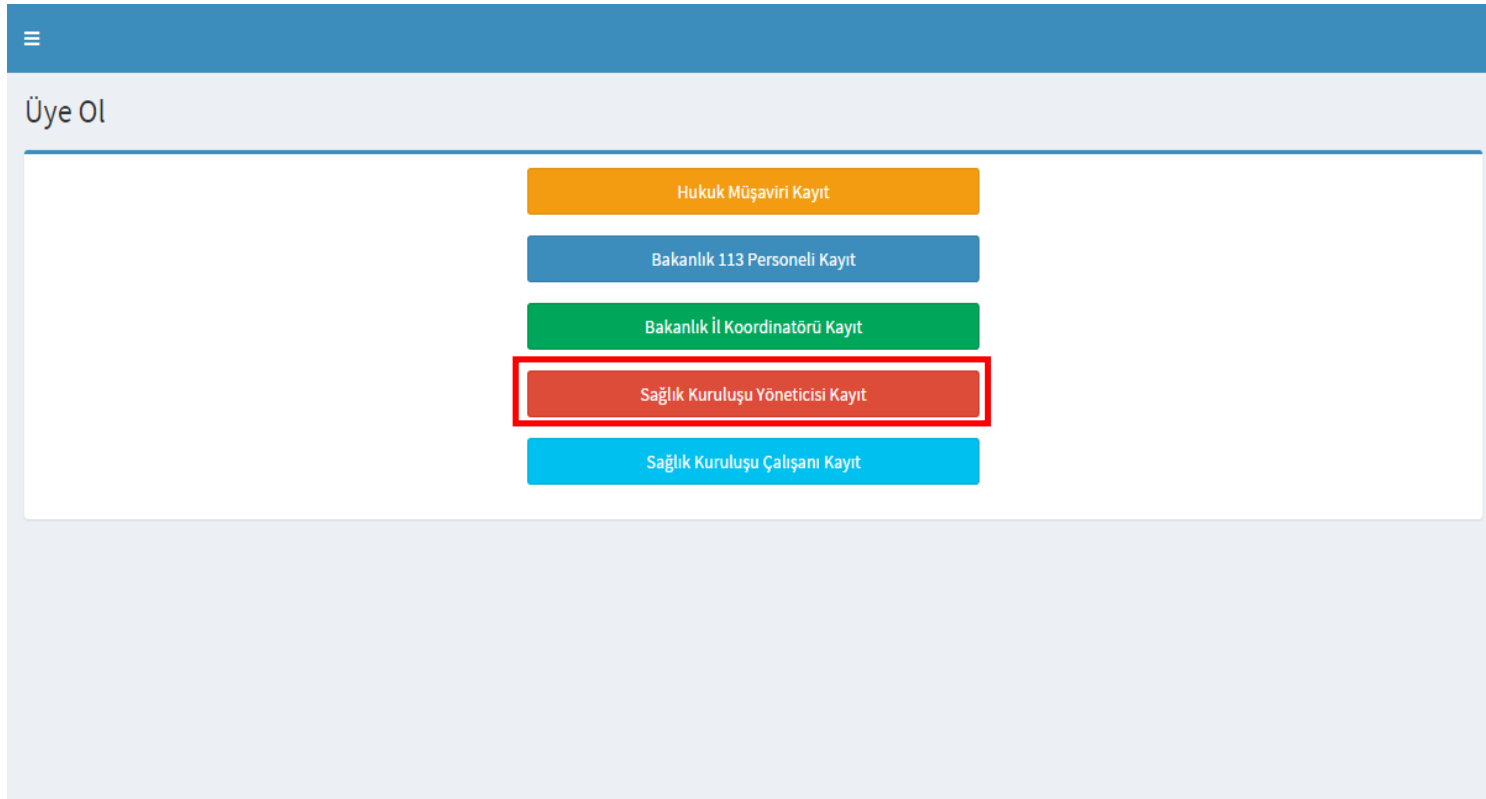 Üye Ol
Hukuk Müşaviri Kayıt
Bakanlık 113 Personeli Kayıt
Bakanlık İl Koordinatörü Kayıt
Sağlık Kuruluşu Yöneticisi Kayıt
Sağlık Kuruluşu Çalışanı Kayıt